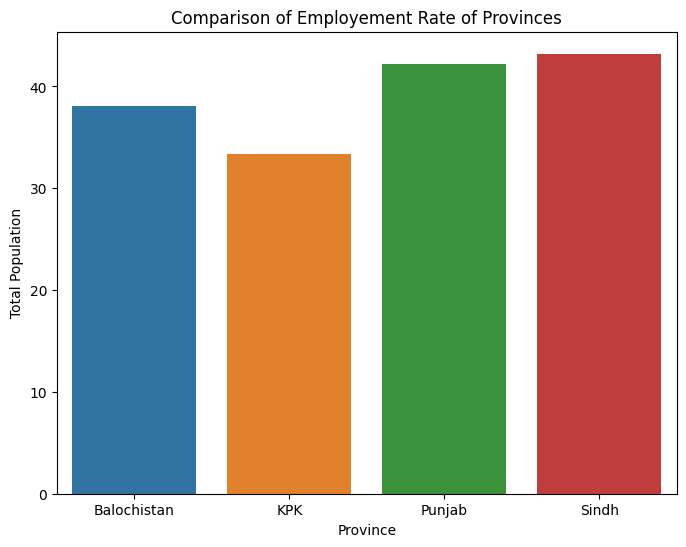 Comparison of Employement Rate of Provinces
Total Population
40
30
20
10
0
Balochistan
KPK
Punjab
Sindh
Province